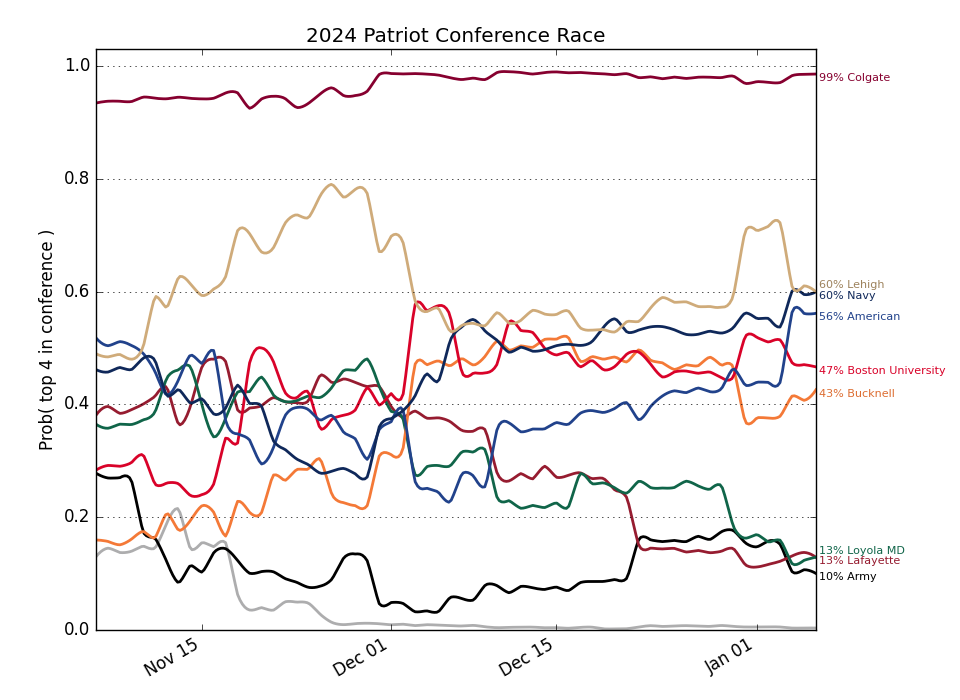 2024 Patriot Conference Race
Prob( top 4 in conference )
1.0
0.8
0.6
0.4
0.2
0.0
Nov 15
Dec 01
Dec 15
Jan 01
99% Colgate
60% Lehigh
60% Navy
56% American
47% Boston University
43% Bucknell
13% Loyola MD
13% Lafayette
10% Army